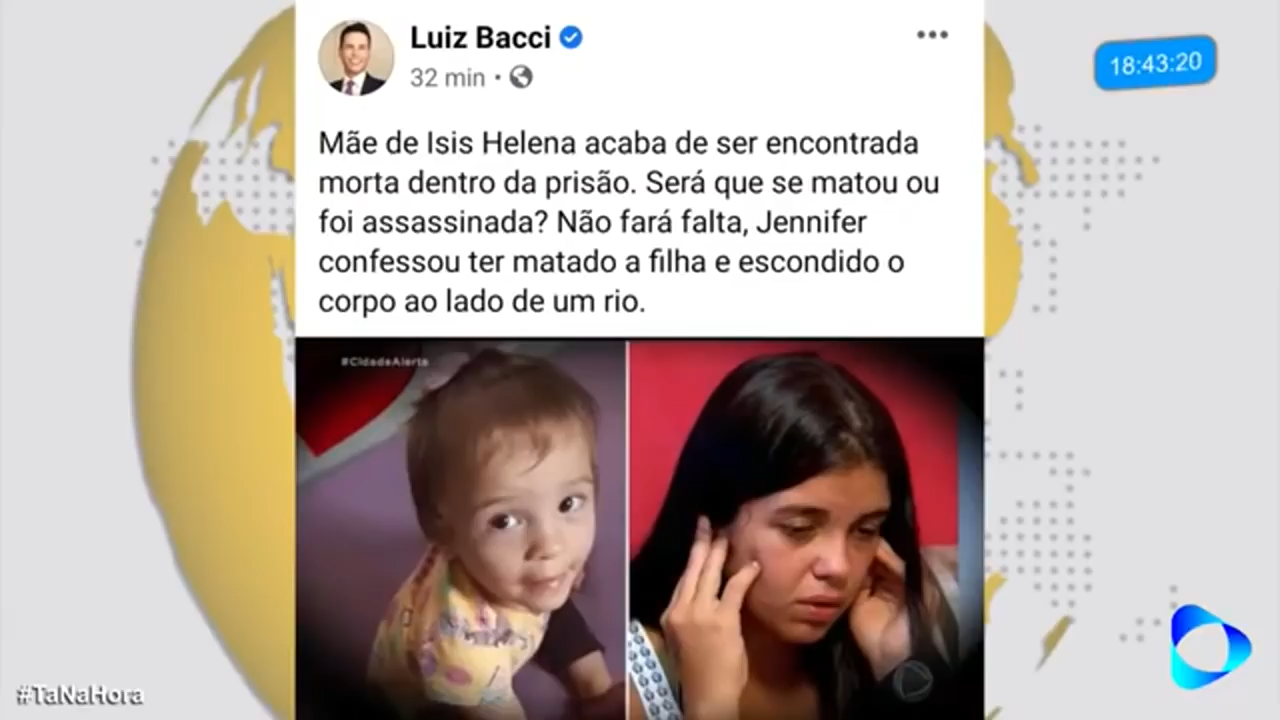 Luiz Bacci
32 min •
18:43:20
Mãe de Isis Helena acaba de ser encontrada
morta dentro da prisão. Será que se matou ou
foi assassinada? Não fará falta, Jennifer
confessou ter matado a filha e escondido o
corpo ao lado de um rio.
#CidadeAlerta
#TaNaHora